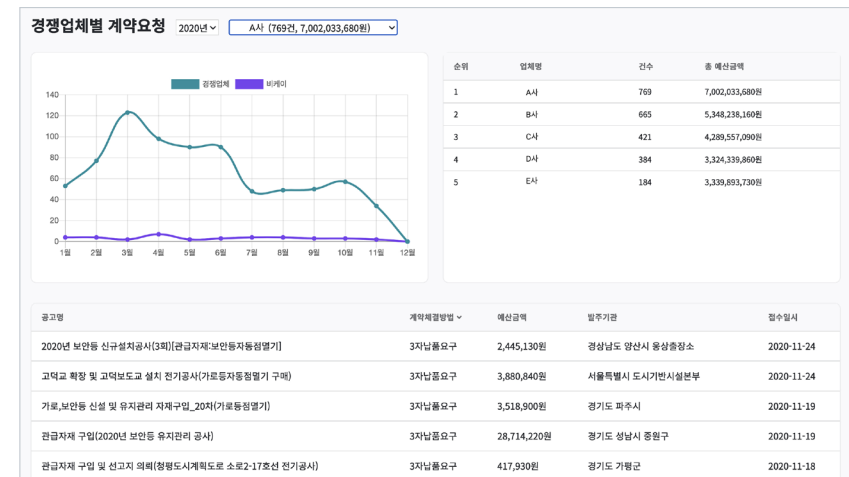 경쟁업체별 계약요청 2020년 A사 (769건, 7,002,033,680원)
경쟁업체 비케이
140
120
100
80
60
40
20
0
1월 2월 3월 4월 5월 6월 7월 8월 9월 10월 11월 12월
순위 업체명 건수 총 예산금액
1 A사 769 7,002,033,680원
2 B사 665 5,348,238,160원
3 C사 421 4,289,557,090원
4 D사 384 3,324,339,860원
5 E사 184 3,339,893,730원
공고명 계약체결방법 예산금액 발주기관 접수일시
2020년 보안등 신규설치공사(3회)[관급자재:보안등자동점멸기] 3자납품요구 2,445,130원 경상남도 양산시 웅상출장소 2020-11-24
고덕교 확장 및 고덕보도교 설치 전기공사(가로등자동점멸기 구매) 3자납품요구 3,880,840원 서울특별시 도시기반시설본부 2020-11-24
가로,보안등 신설 및 유지관리 자재구입_20차(가로등점멸기) 3자납품요구 3,518,900원 경기도 파주시 2020-11-19
관급자재 구입(2020년 보안등 유지관리 공사) 3자납품요구 28,714,220원 경기도 성남시 중원구 2020-11-19
관급자재 구입 및 선고지 의뢰(청평도시계획도로 소로2-17호선 전기공사) 3자납품요구 417,930원 경기도 가평군 2020-11-18